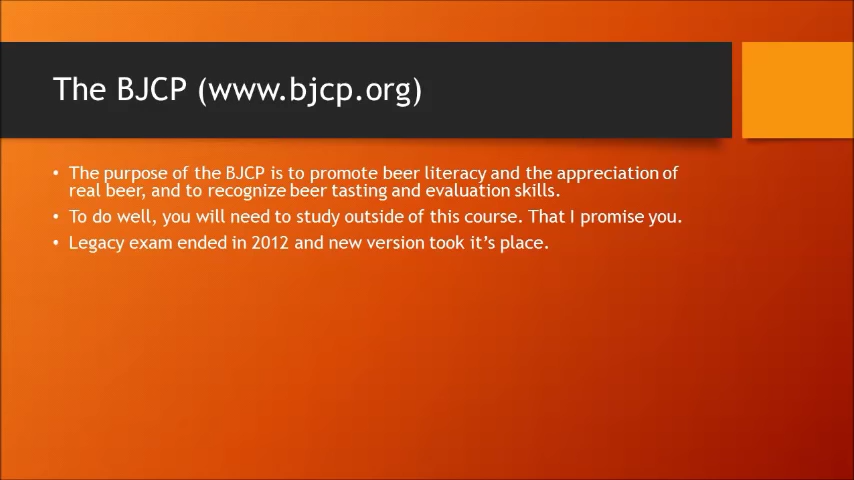 The BJCP (www.bjcp.org)
• The purpose of the BJCP is to promote beer literacy and the appreciation of
real beer, and to recognize beer tasting and evaluation skills.
• To do well, you will need to study outside of this course. That I promise you.
• Legacy exam ended in 2012 and new version took it’s place.